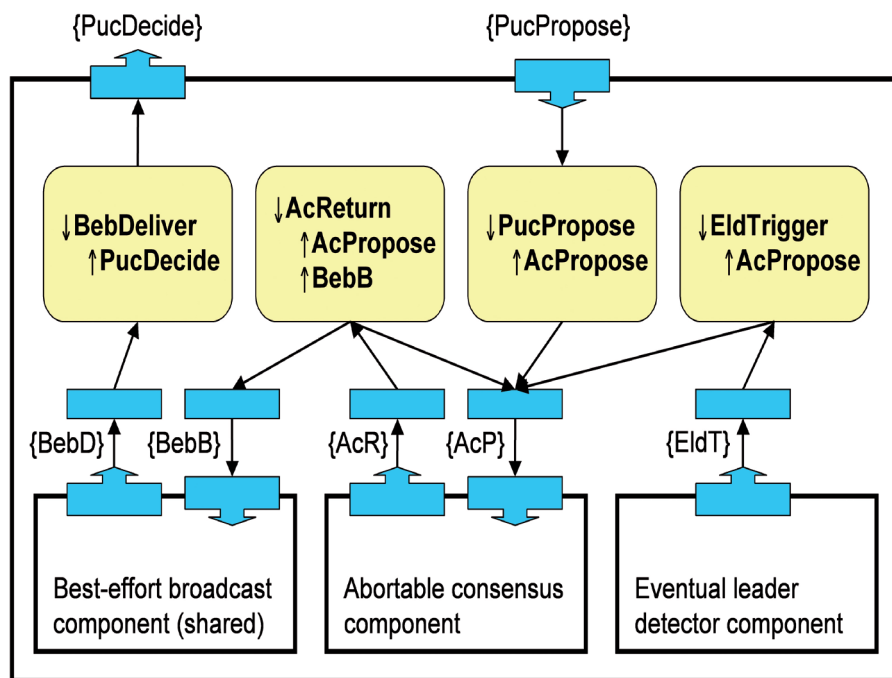 {PucDecide}
{PucPropose}
↓BebDeliver
↑PucDecide
↓AcReturn
↑AcPropose
↑BebB
↓PucPropose
↑AcPropose
↓EldTrigger
↑AcPropose
{BebD}
{BebB}
{AcR}
{AcP}
{EldT}
Best-effort broadcast
component (shared)
Abortable consensus
component
Eventual leader
detector component